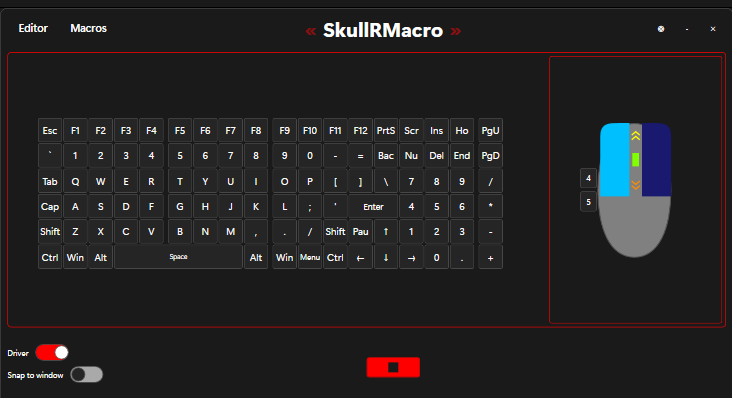 Editor Macros « SkullRMacro » - ×
Esc F1 F2 F3 F4 F5 F6 F7 F8 F9 F10 F11 F12 PrtS Scr Ins Ho PgU
` 1 2 3 4 5 6 7 8 9 0 - = Bac Nu Del End PgD
Tab Q W E R T Y U I O P [ ] \ 7 8 9 /
Cap A S D F G H J K L ; ' Enter 4 5 6 *
Shift Z X C V B N M , . / Shift Pau ↑ 1 2 3 -
Ctrl Win Alt Space Alt Win Menu Ctrl ← ↓ → 0 . +
4
5
Driver
Snap to window